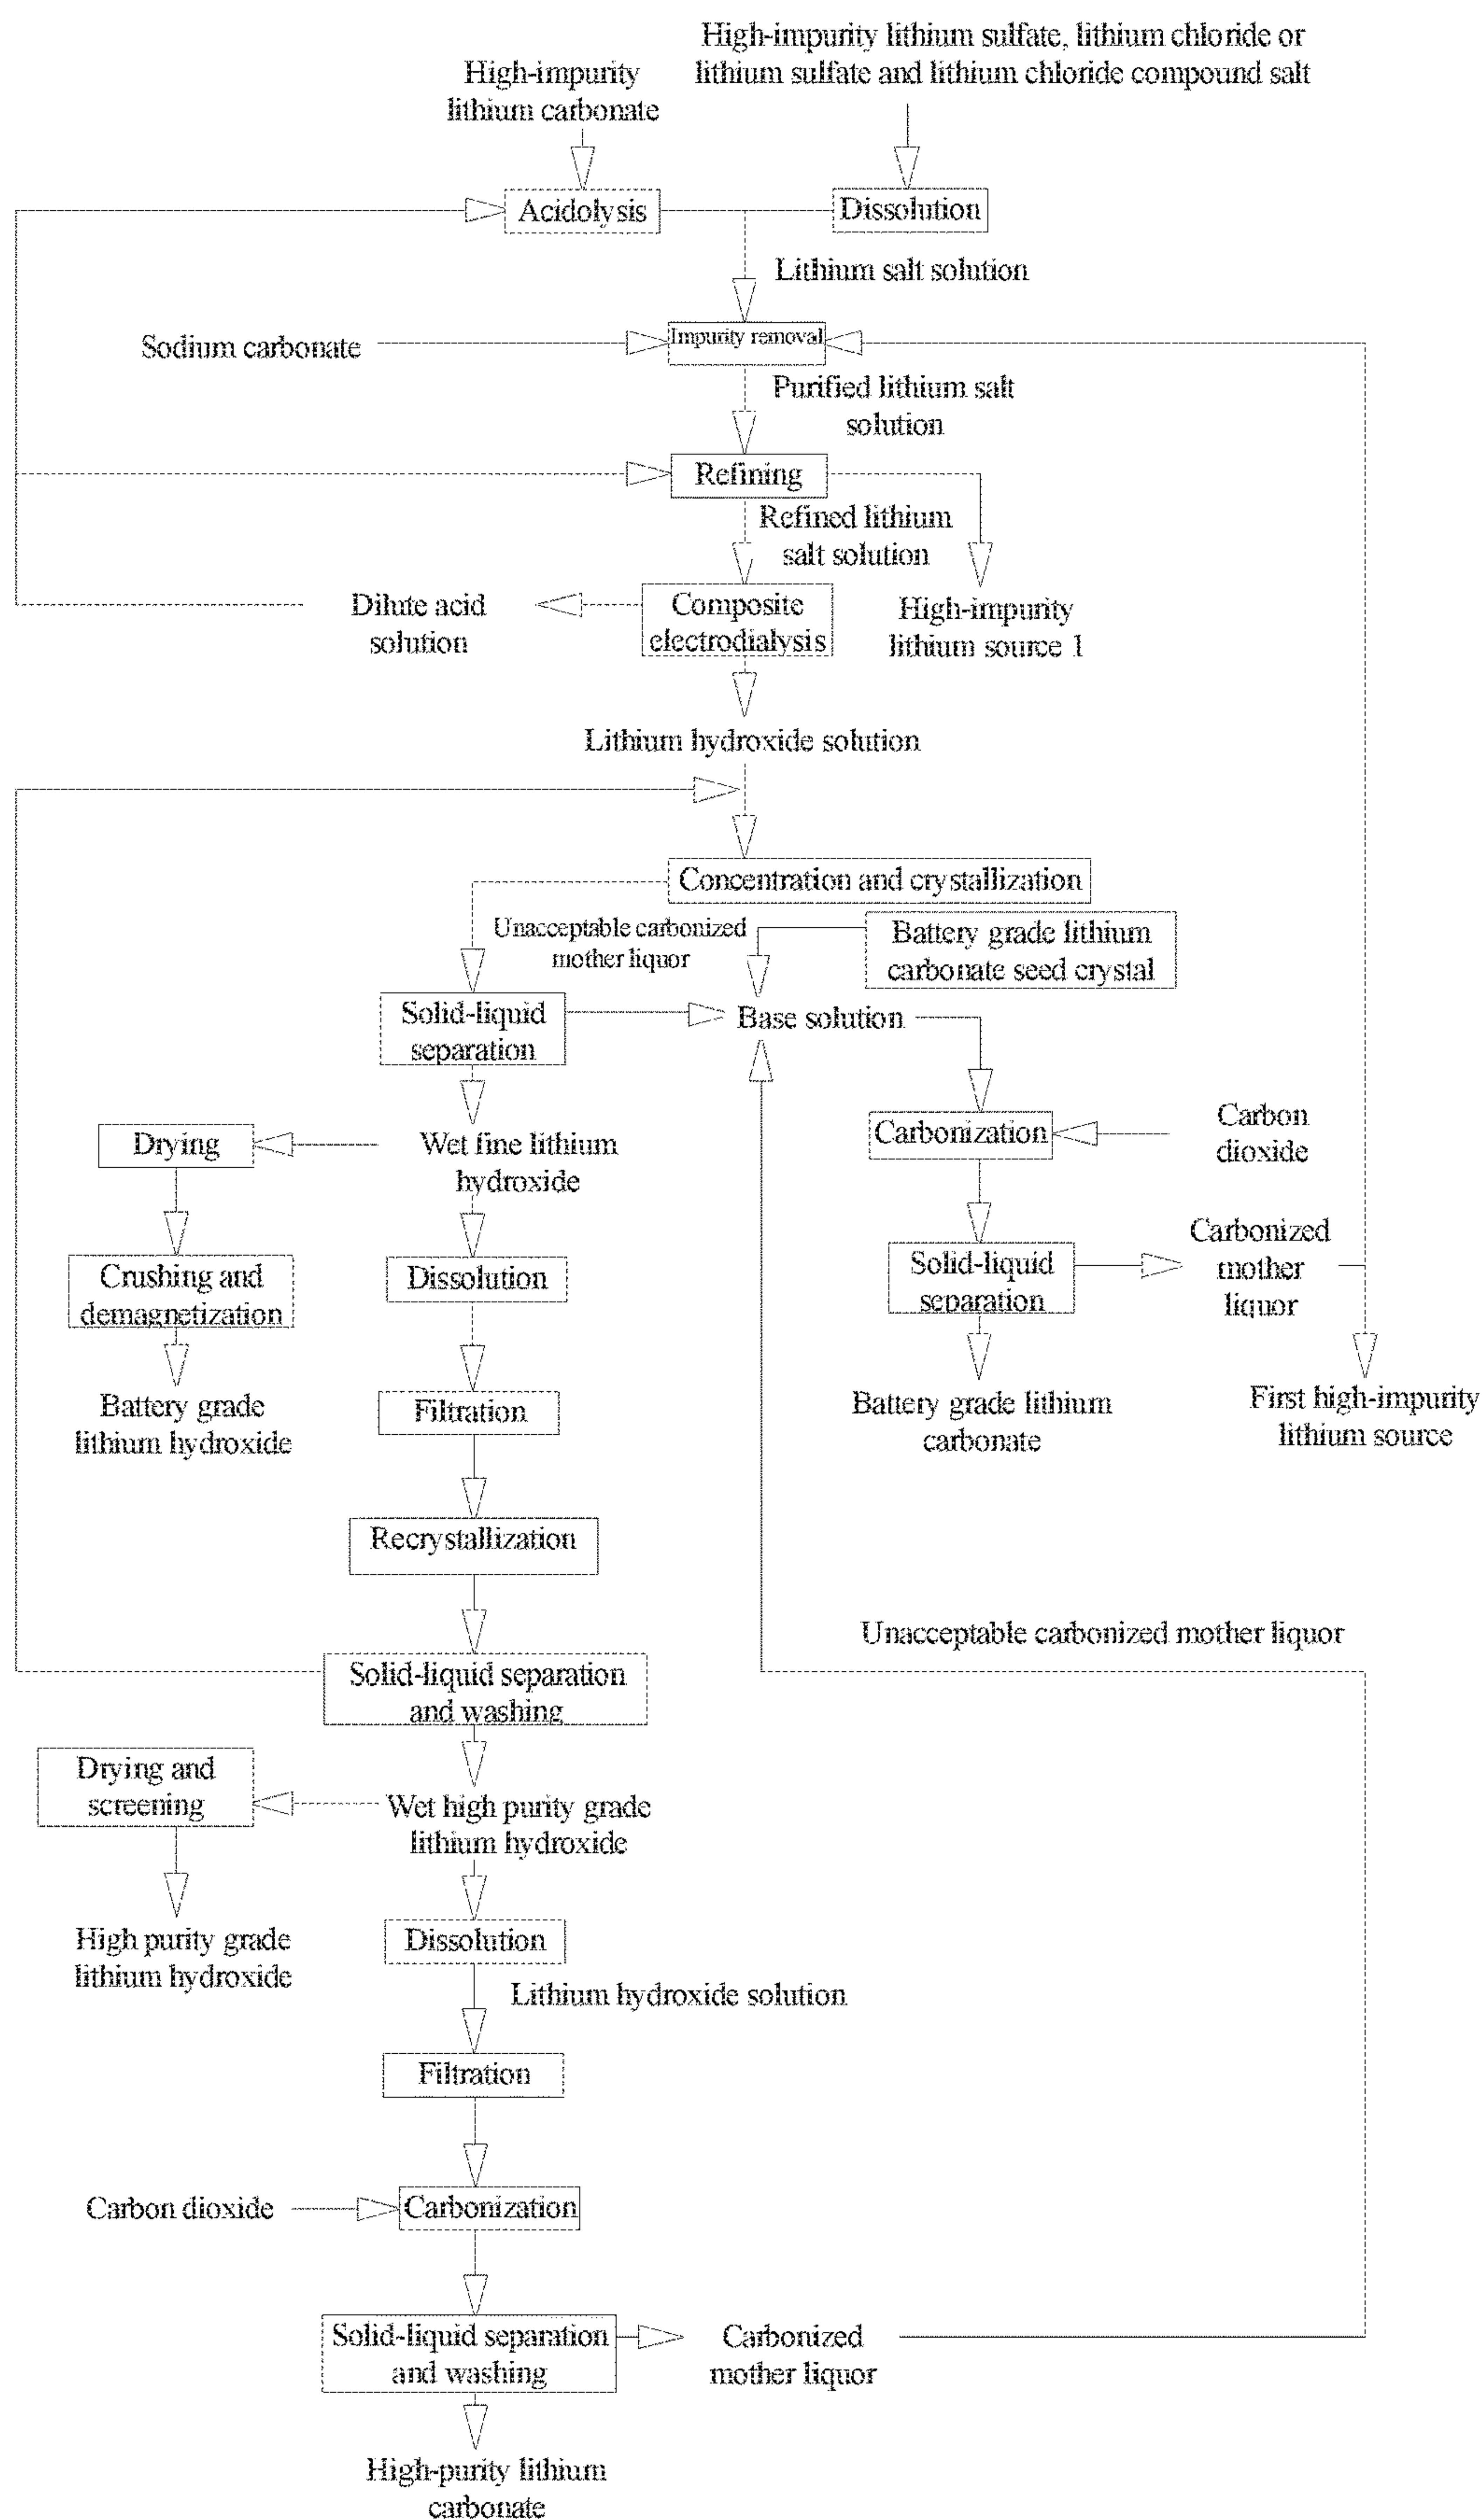 High-impurity lithium sulfate, lithium chloride or
lithium sulfate and lithium chloride compound salt
High-impurity
lithium carbonate
Acidolysis
Dissolution
Lithium salt solution
Sodium carbonate
Impurity removal
Purified lithium salt
solution
Refining
Refined lithium
salt solution
Dilute acid
solution
Composite
electrodialysis
High-impurity
lithium source 1
Lithium hydroxide solution
Concentration and crystallization
Unacceptable carbonized
mother liquor
Battery grade lithium
carbonate seed crystal
Solid-liquid
separation
Base solution
Drying
Wet fine lithium
hydroxide
Carbonization
Carbon
dioxide
Crushing and
demagnetization
Dissolution
Solid-liquid
separation
Carbonized
mother
liquor
Battery grade
lithium hydroxide
Filtration
Battery grade lithium
carbonate
First high-impurity
lithium source
Recrystallization
Unacceptable carbonized mother liquor
Solid-liquid separation
and washing
Drying and
screening
Wet high purity grade
lithium hydroxide
High purity grade
lithium hydroxide
Dissolution
Lithium hydroxide solution
Filtration
Carbon dioxide
Carbonization
Solid-liquid separation
and washing
Carbonized
mother liquor
High-purity lithium
carbonate